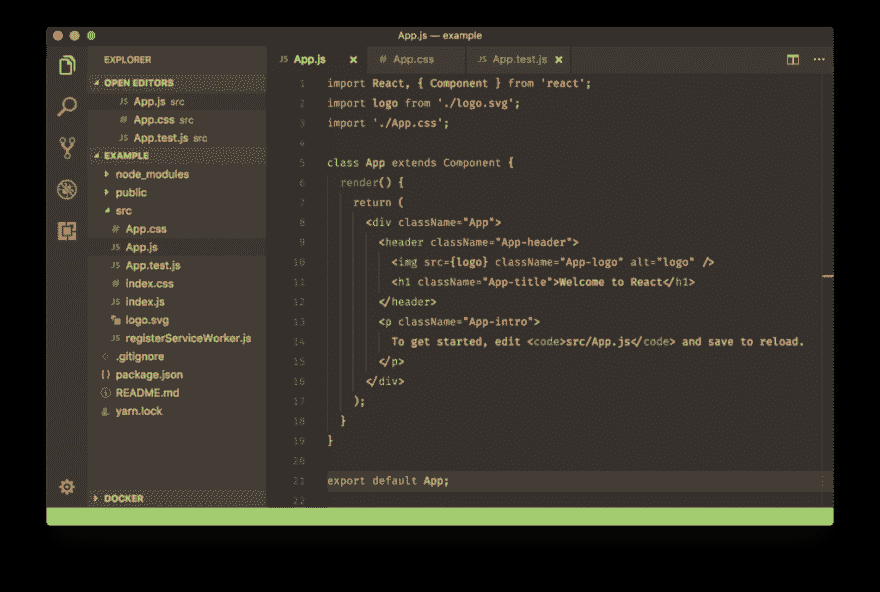 App.js — example
EXPLORER
OPEN EDITORS
JS App.js src
# App.css src
JS App.test.js src
EXAMPLE
node_modules
public
src
# App.css
JS App.js
JS App.test.js
# index.css
JS index.js
logo.svg
JS registerServiceWorker.js
.gitignore
{} package.json
README.md
yarn.lock
DOCKER
JS App.js × # App.css JS App.test.js ×
1 import React, { Component } from 'react';
2 import logo from './logo.svg';
3 import './App.css';
4
5 class App extends Component {
6 render() {
7 return (
8 <div className="App">
9 <header className="App-header">
10 <img src={logo} className="App-logo" alt="logo" />
11 <h1 className="App-title">Welcome to React</h1>
12 </header>
13 <p className="App-intro">
14 To get started, edit <code>src/App.js</code> and save to reload.
15 </p>
16 </div>
17 );
18 }
19 }
20
21 export default App;
22